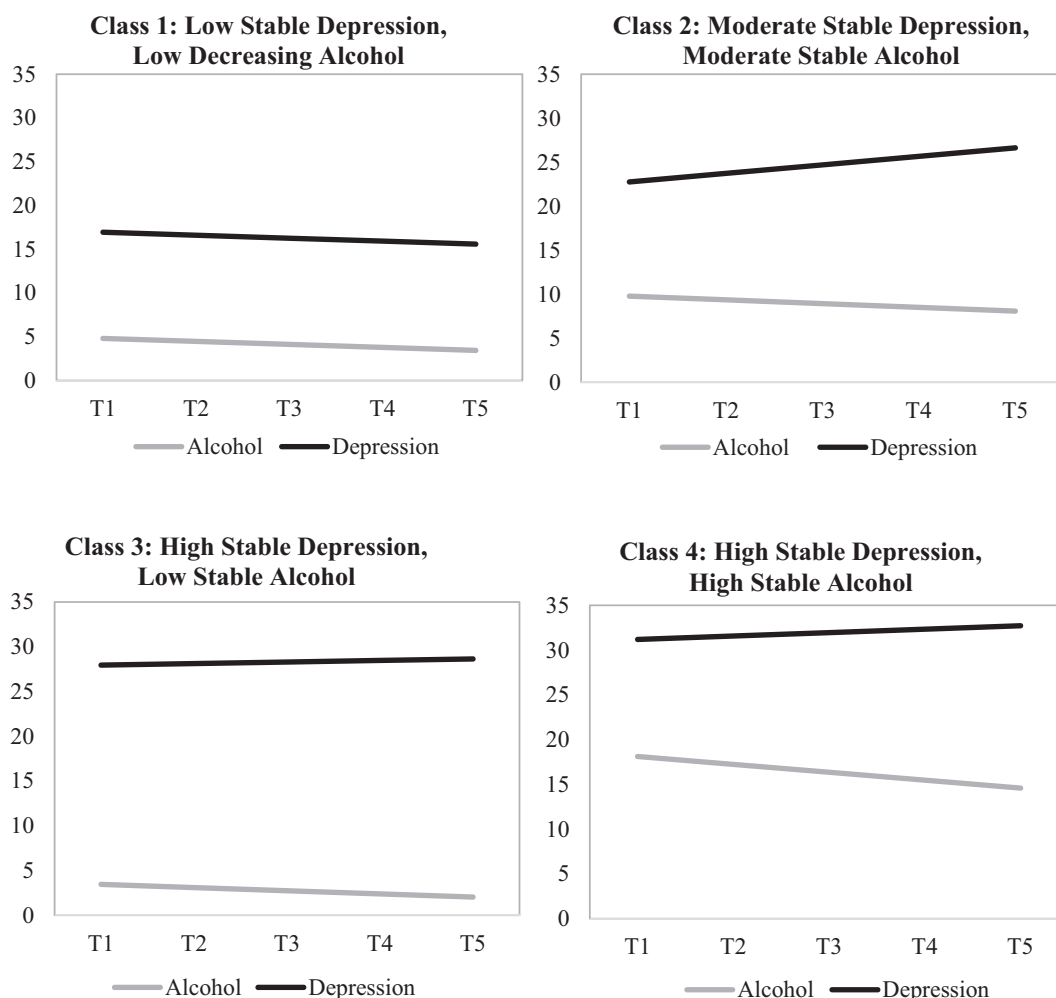 Class 1: Low Stable Depression,
Low Decreasing Alcohol
35
30
25
20
15
10
5
0
T1 T2 T3 T4 T5
Alcohol Depression
Class 2: Moderate Stable Depression,
Moderate Stable Alcohol
35
30
25
20
15
10
5
0
T1 T2 T3 T4 T5
Alcohol Depression
Class 3: High Stable Depression,
Low Stable Alcohol
35
30
25
20
15
10
5
0
T1 T2 T3 T4 T5
Alcohol Depression
Class 4: High Stable Depression,
High Stable Alcohol
35
30
25
20
15
10
5
0
T1 T2 T3 T4 T5
Alcohol Depression